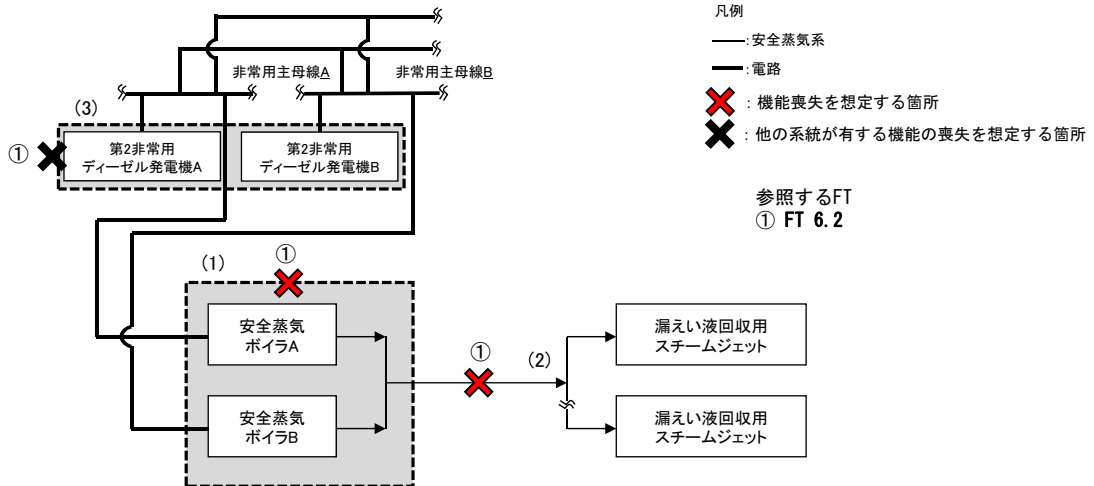 凡例
:安全蒸気系
:電路
:機能喪失を想定する箇所
:他の系統が有する機能の喪失を想定する箇所
参照するFT
① FT 6.2
非常用主母線A
非常用主母線B
(3)
①
第2非常用
ディーゼル発電機A
第2非常用
ディーゼル発電機B
(1)
①
安全蒸気
ボイラA
安全蒸気
ボイラB
①
(2)
漏えい液回収用
スチームジェット
漏えい液回収用
スチームジェット